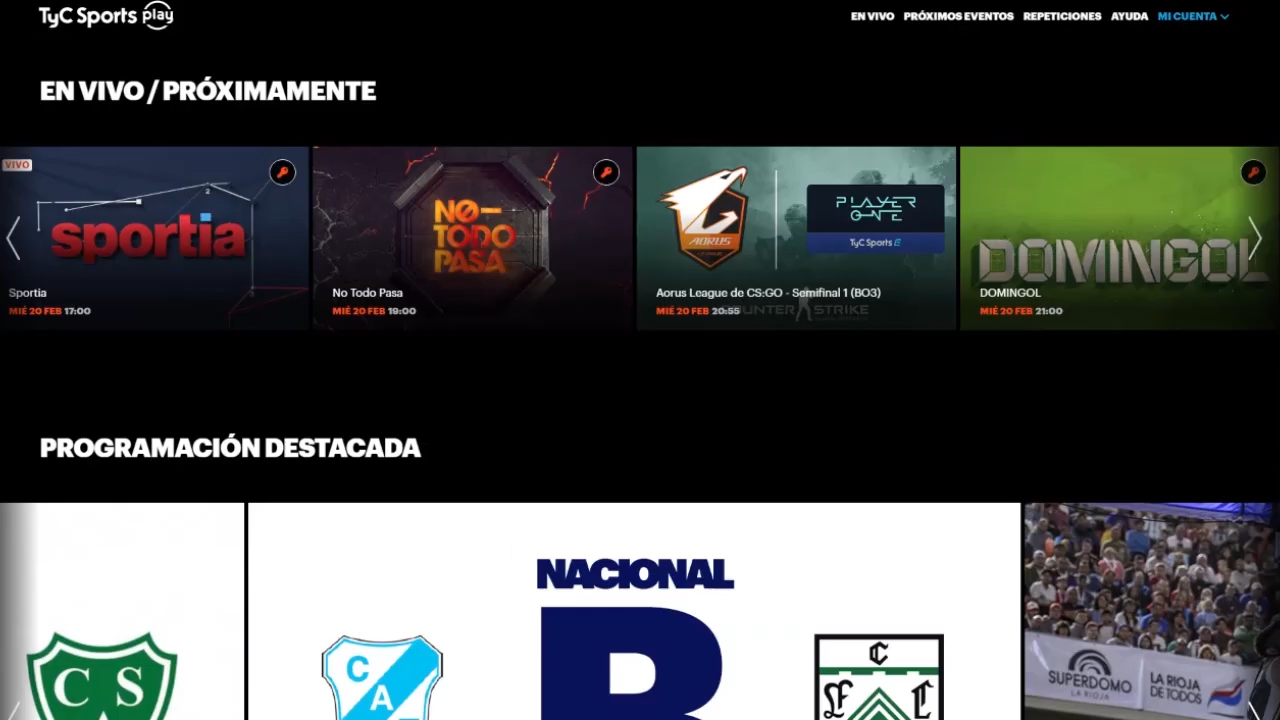 TyC Sports play
EN VIVO PRÓXIMOS EVENTOS REPETICIONES AYUDA MI CUENTA
EN VIVO / PRÓXIMAMENTE
VIVO
sportia
Sportia
MIÉ 20 FEB 17:00
NO-
TODO
PASA
No Todo Pasa
MIÉ 20 FEB 19:00
AORUS
PLAYER
ONE
TyC Sports E
Aorus League de CS:GO - Semifinal 1 (BO3)
MIÉ 20 FEB 20:55
COUNTER STRIKE
DOMINGOL
DOMINGOL
MIÉ 20 FEB 21:00
PROGRAMACIÓN DESTACADA
C S
C
A
NACIONAL
B
C
F C
SUPERDOMO
LA RIOJA
LA RIOJA
DE TODOS